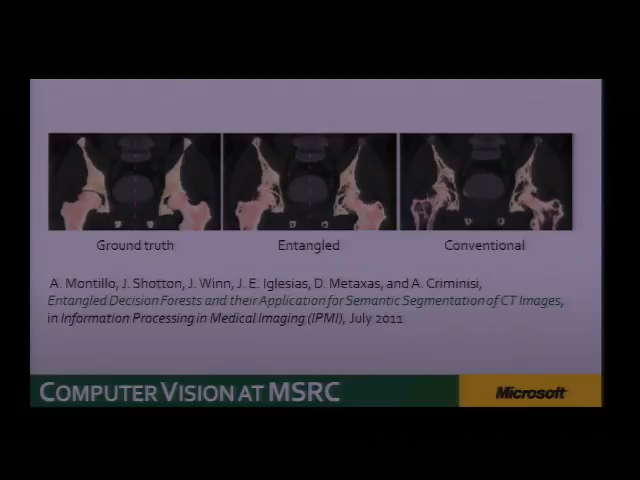 Ground truth
Entangled
Conventional
A. Montillo, J. Shotton, J. Winn, J. E. Iglesias, D. Metaxas, and A. Criminisi,
Entangled Decision Forests and their Application for Semantic Segmentation of CT Images,
in Information Processing in Medical Imaging (IPMI), July 2011
COMPUTER VISION AT MSRC
Microsoft